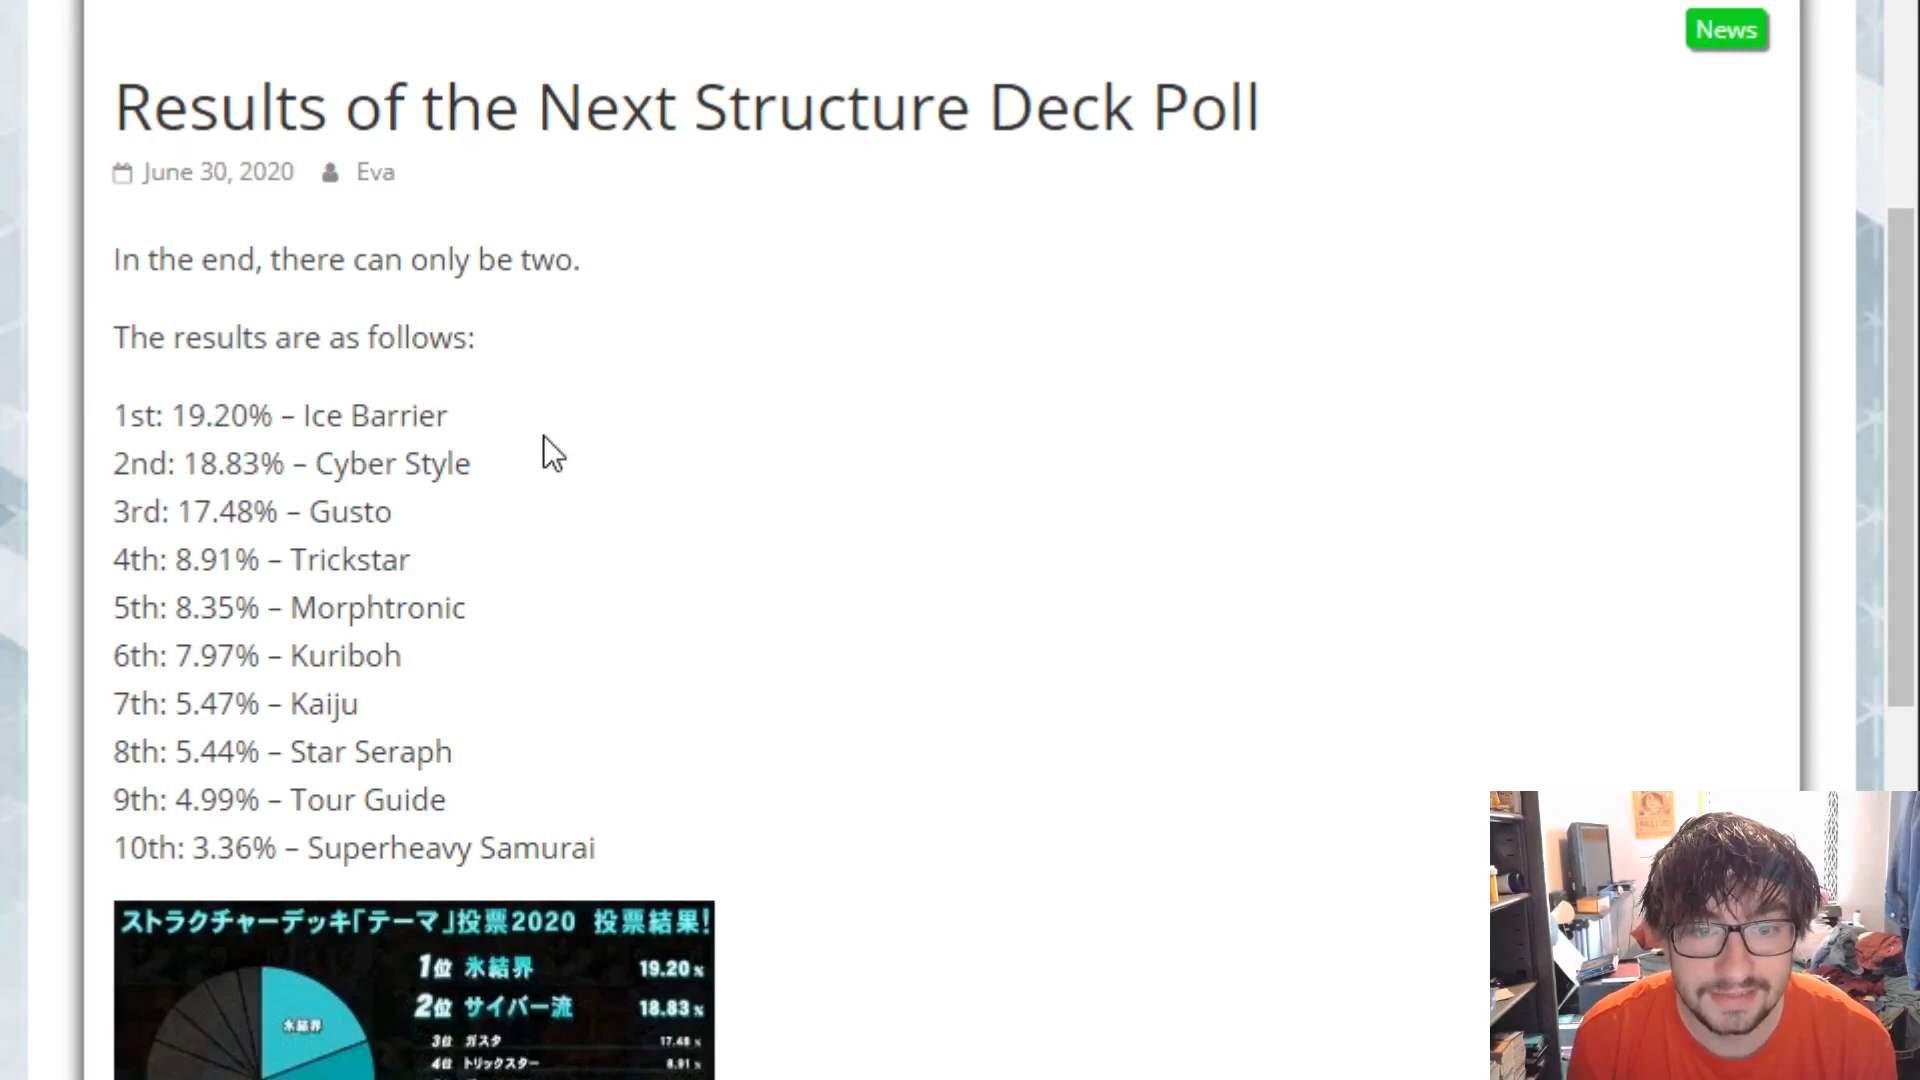 News
Results of the Next Structure Deck Poll
June 30, 2020 Eva
In the end, there can only be two.
The results are as follows:
1st: 19.20% – Ice Barrier
2nd: 18.83% – Cyber Style
3rd: 17.48% – Gusto
4th: 8.91% – Trickstar
5th: 8.35% – Morphtronic
6th: 7.97% – Kuriboh
7th: 5.47% – Kaiju
8th: 5.44% – Star Seraph
9th: 4.99% – Tour Guide
10th: 3.36% – Superheavy Samurai
ストラクチャーデッキ「テーマ」投票2020 投票結果!
1位 氷結界 19.20%
2位 サイバー流 18.83%
3位 ガスタ 17.48%
4位 トリックスター 8.91%
氷結界